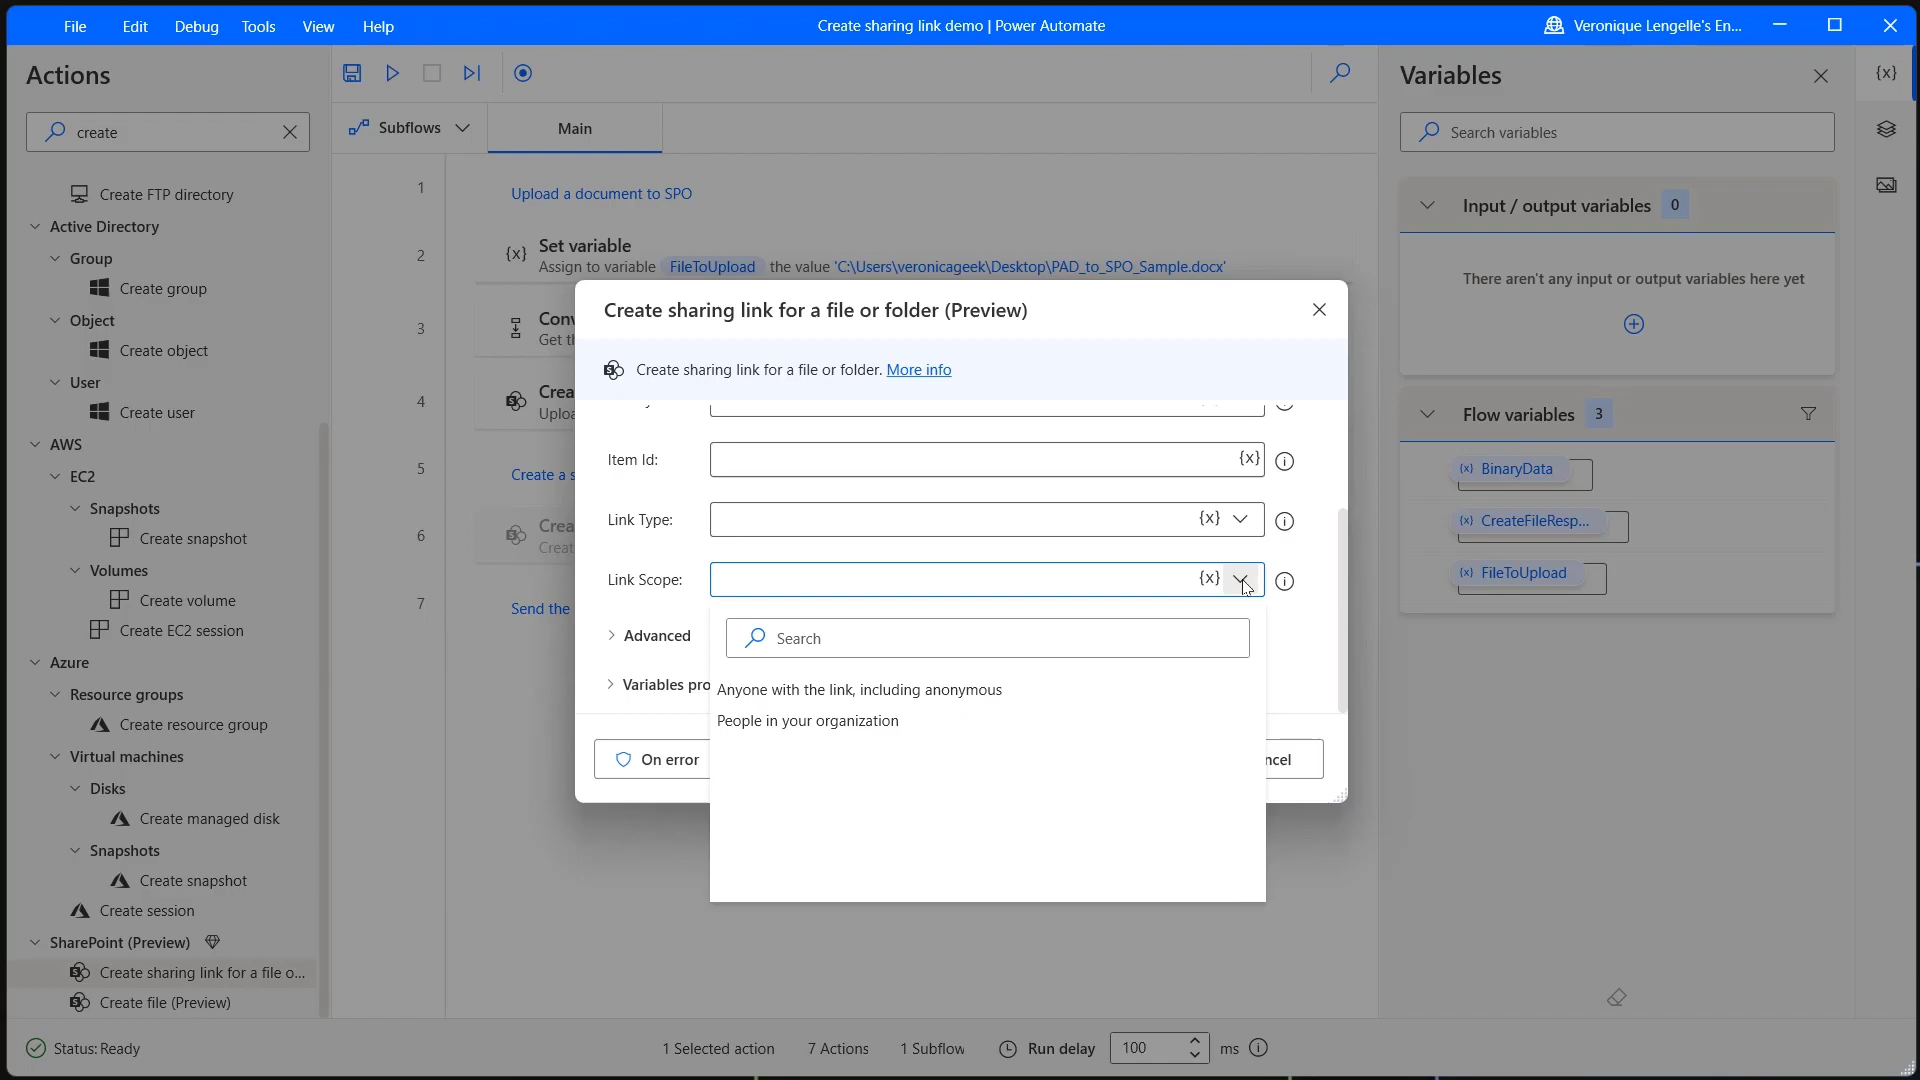 File Edit Debug Tools View Help
Create sharing link demo | Power Automate
Veronique Lengelle's En...
Actions
create
Create FTP directory
Active Directory
Group
Create group
Object
Create object
User
Create user
AWS
EC2
Snapshots
Create snapshot
Volumes
Create volume
Create EC2 session
Azure
Resource groups
Create resource group
Virtual machines
Disks
Create managed disk
Snapshots
Create snapshot
Create session
SharePoint (Preview)
Create sharing link for a file o...
Create file (Preview)
Subflows
Main
1
Upload a document to SPO
2
{x}
Set variable
Assign to variable FileToUpload the value 'C:\Users\veronicageek\Desktop\PAD_to_SPO_Sample.docx'
3
Conv
Get th
4
Crea
Uploa
5
Create a s
6
Crea
Creat
7
Send the
Create sharing link for a file or folder (Preview)
Create sharing link for a file or folder. More info
Item Id:
{x}
Link Type:
{x}
Link Scope:
{x}
Search
Anyone with the link, including anonymous
People in your organization
Advanced
Variables pro
On error
ncel
Variables
{x}
Search variables
Input / output variables 0
There aren't any input or output variables here yet
Flow variables 3
(x) BinaryData
(x) CreateFileResp...
(x) FileToUpload
Status: Ready
1 Selected action
7 Actions
1 Subflow
Run delay
100
ms